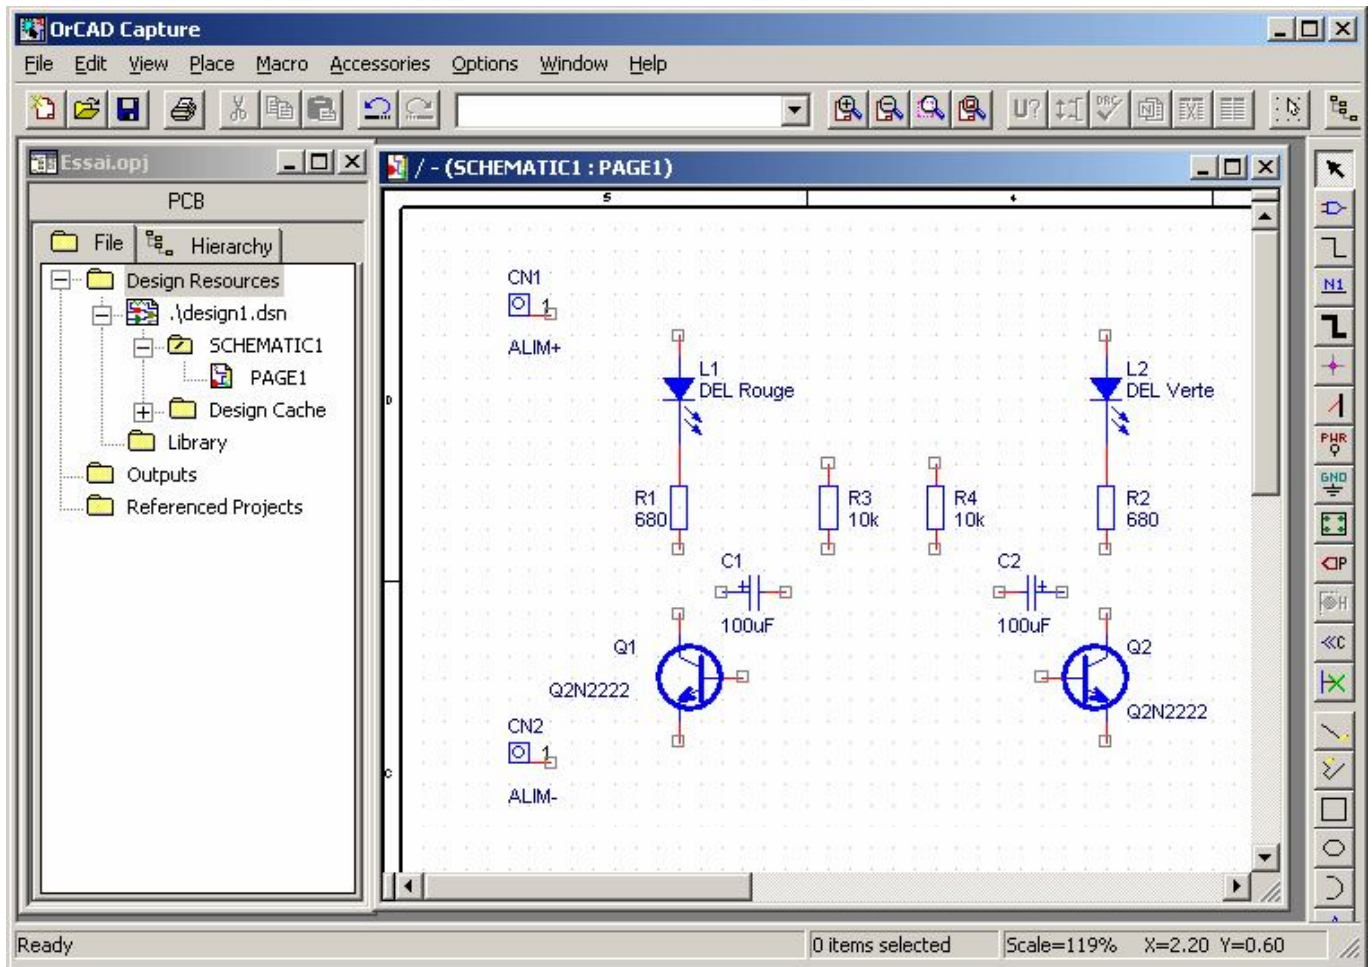 OrCAD Capture
File Edit View Place Macro Accessories Options Window Help
U? DRC
Essai.opj
PCB
File Hierarchy
Design Resources
.\design1.dsn
SCHEMATIC1
PAGE1
Design Cache
Library
Outputs
Referenced Projects
/ - (SCHEMATIC1 : PAGE1)
5 4
D
C
CN1
1
ALIM+
L1
DEL Rouge
L2
DEL Verte
R1
680
R3
10k
R4
10k
R2
680
C1
100uF
C2
100uF
Q1
Q2N2222
Q2
Q2N2222
CN2
1
ALIM-
N1
PWR
GND
P
H
C
Ready
0 items selected
Scale=119% X=2.20 Y=0.60